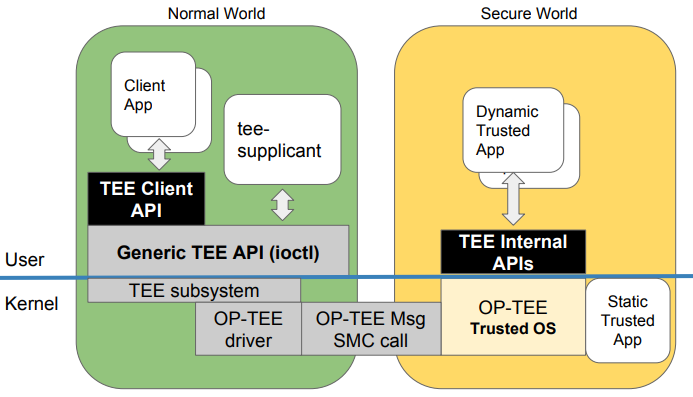 Normal World
Secure World
Client
App
tee-
supplicant
TEE Client
API
Generic TEE API (ioctl)
Dynamic
Trusted
App
TEE Internal
APIs
User
Kernel
TEE subsystem
OP-TEE
driver
OP-TEE Msg
SMC call
OP-TEE
Trusted OS
Static
Trusted
App